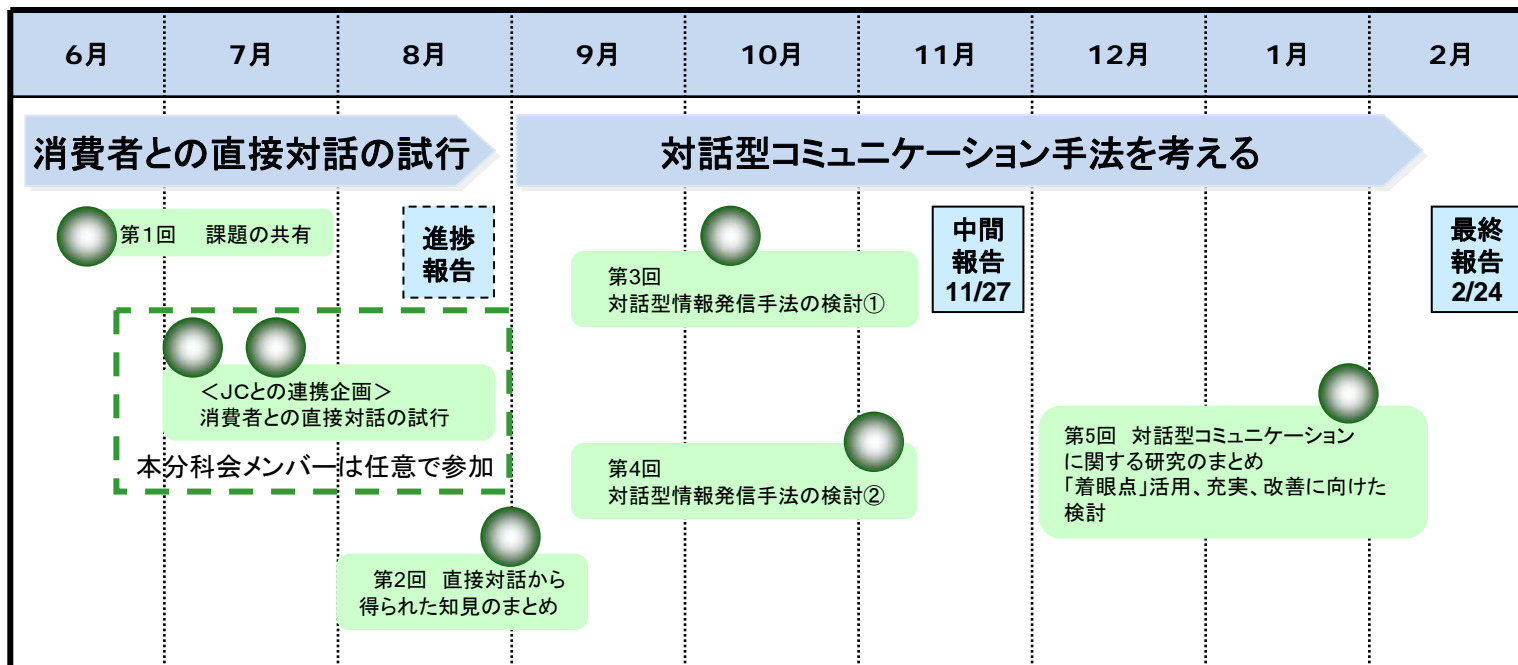 6月
7月
8月
9月
10月
11月
12月
1月
2月
消費者との直接対話の試行
対話型コミュニケーション手法を考える
第1回　課題の共有
進捗
報告
第3回
対話型情報発信手法の検討①
中間
報告
11/27
最終
報告
2/24
＜JCとの連携企画＞
消費者との直接対話の試行
本分科会メンバーは任意で参加
第4回
対話型情報発信手法の検討②
第5回　対話型コミュニケーション
に関する研究のまとめ
「着眼点」活用、充実、改善に向けた
検討
第2回　直接対話から
得られた知見のまとめ